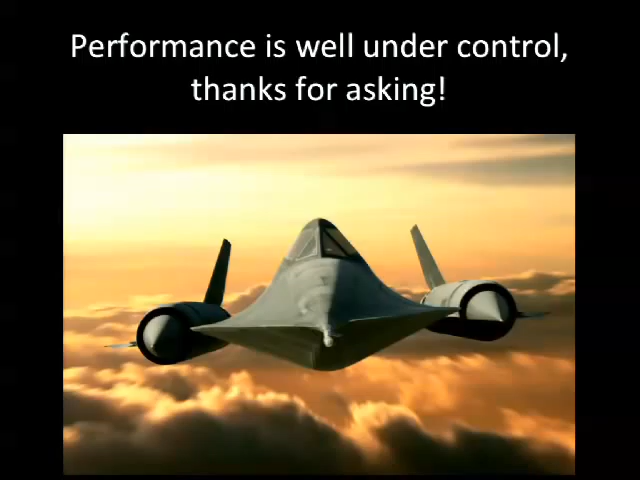 Performance is well under control,
thanks for asking!